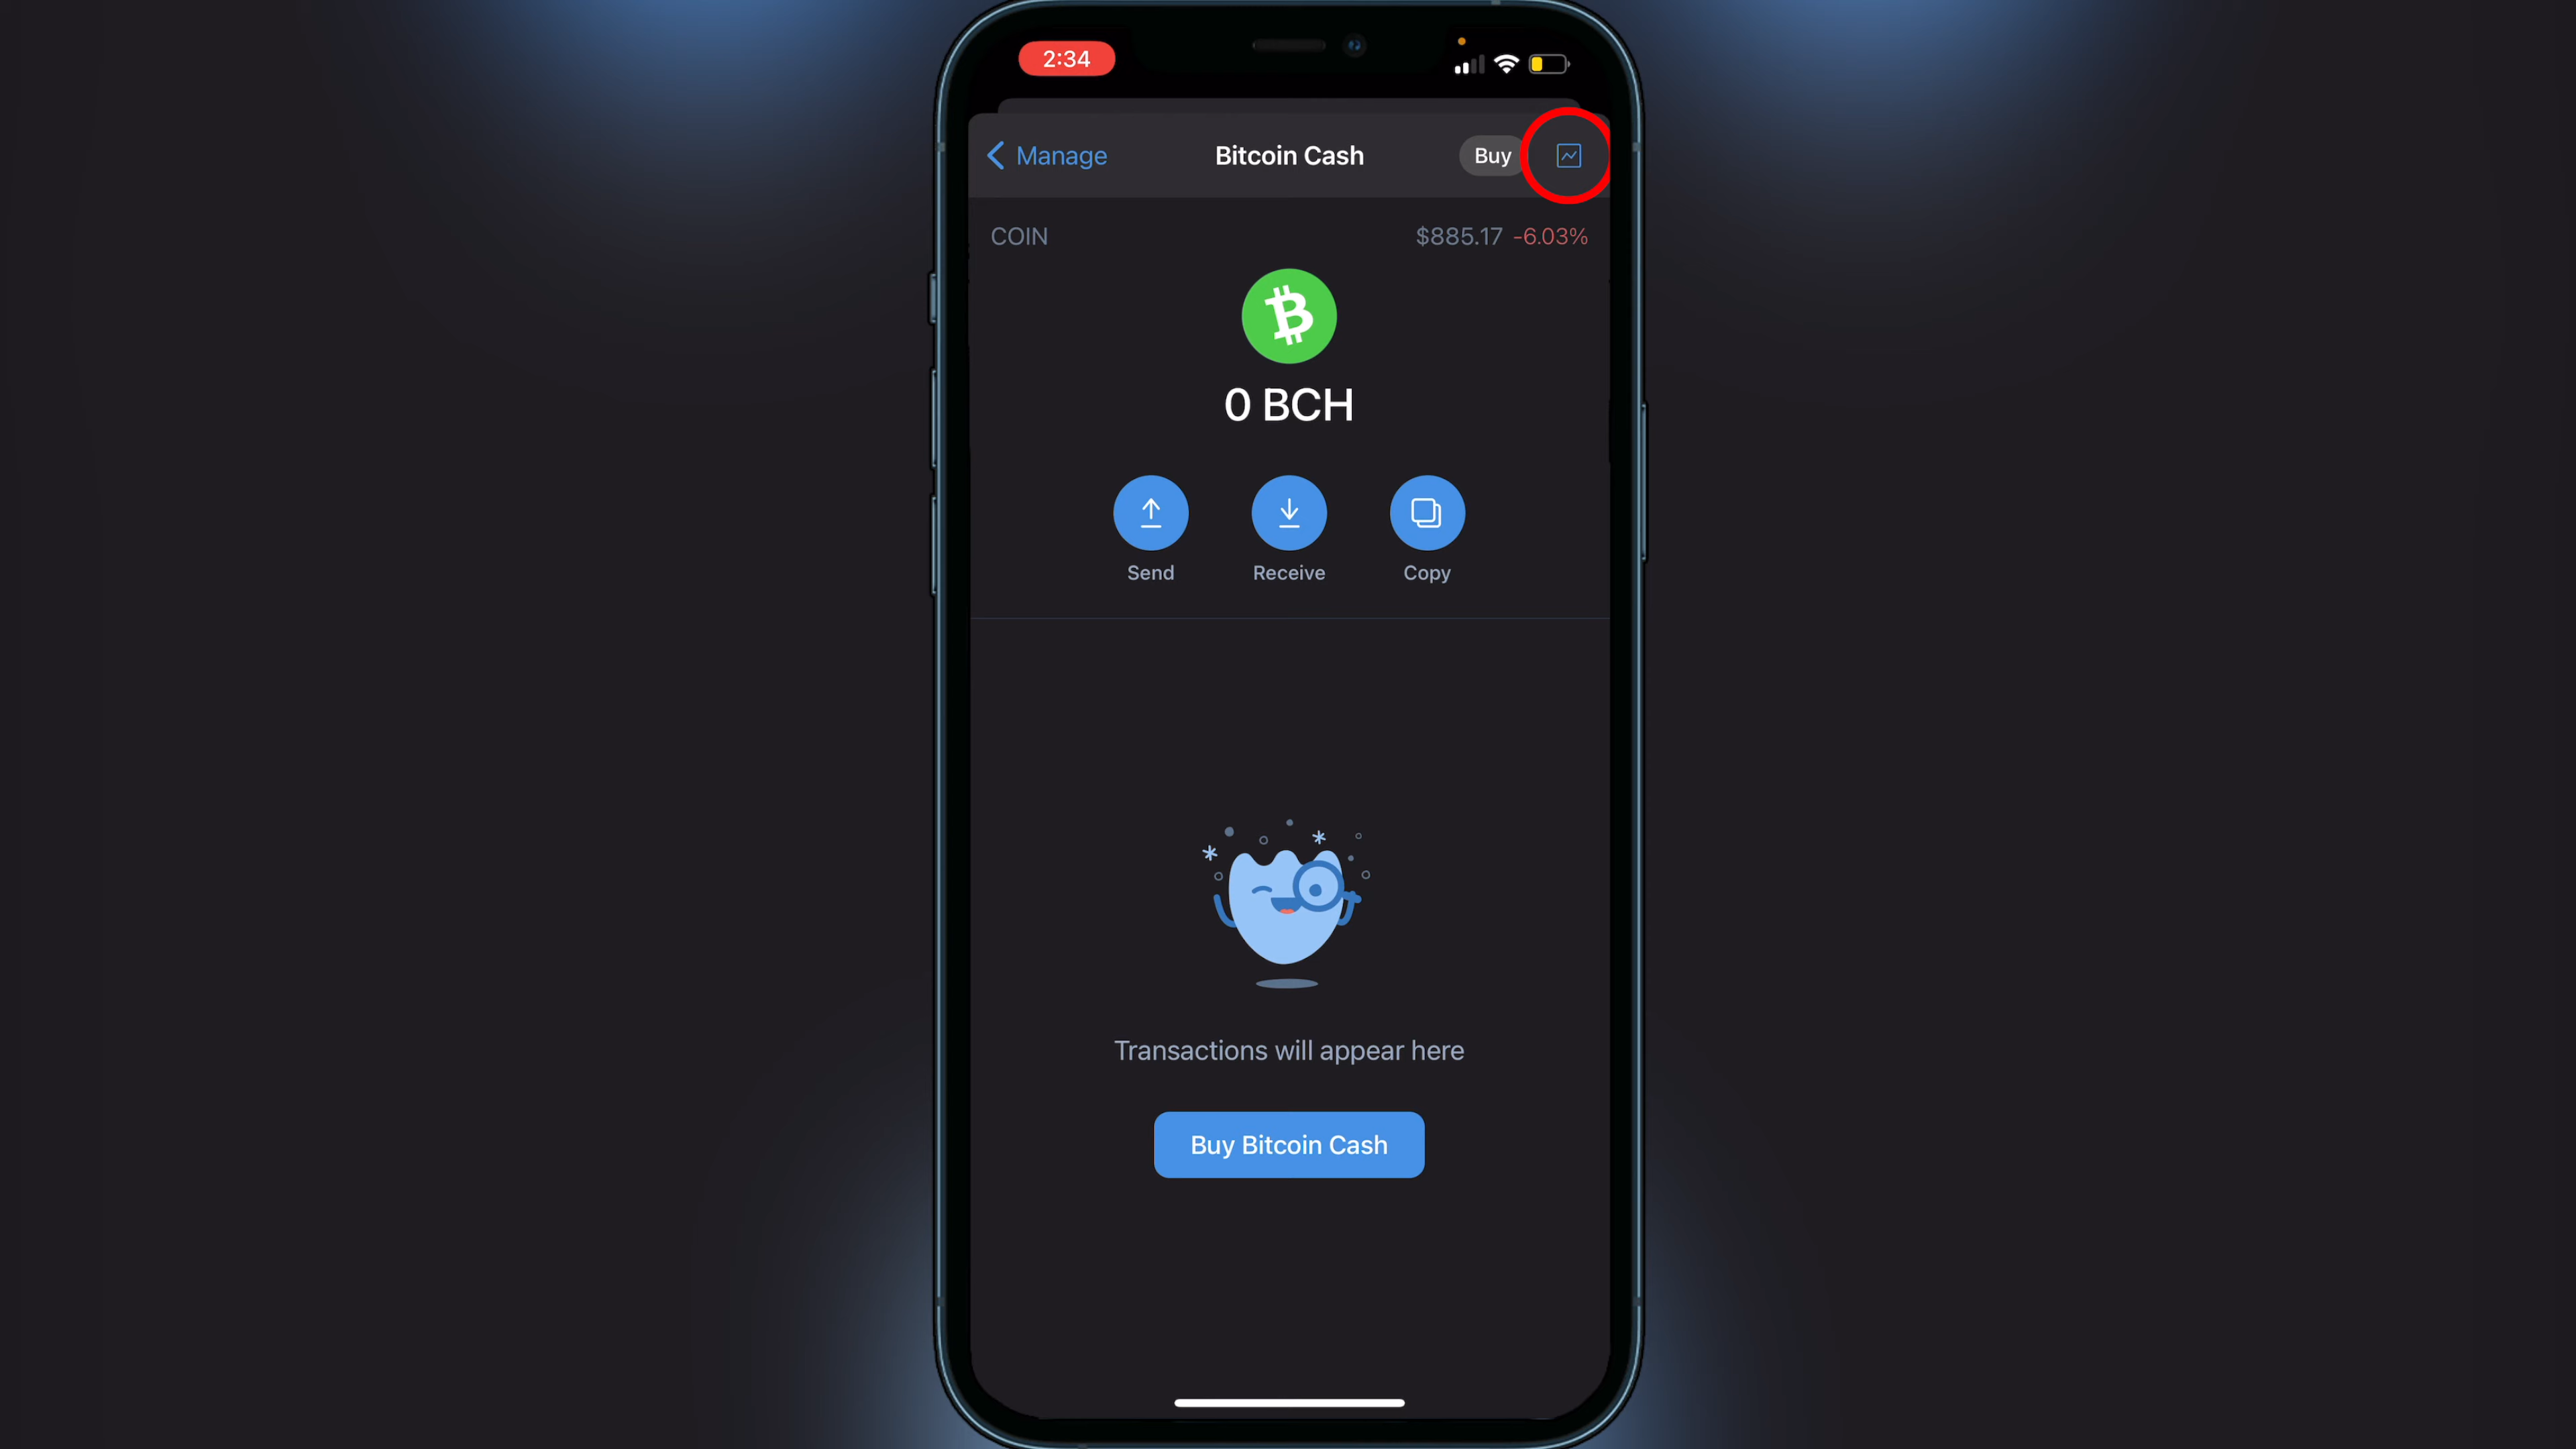 2:34
Manage
Bitcoin Cash
Buy
COIN
$885.17 -6.03%
0 BCH
Send
Receive
Copy
Transactions will appear here
Buy Bitcoin Cash